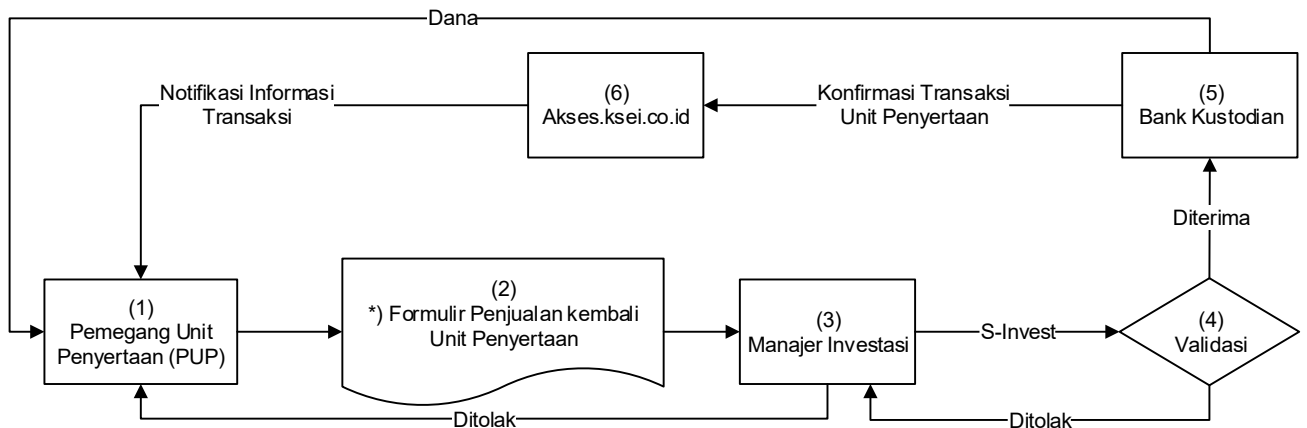 Dana
Notifikasi Informasi
Transaksi
(6)
Akses.ksei.co.id
Konfirmasi Transaksi
Unit Penyertaan
(5)
Bank Kustodian
Diterima
(1)
Pemegang Unit
Penyertaan (PUP)
(2)
*) Formulir Penjualan kembali
Unit Penyertaan
(3)
Manajer Investasi
S-Invest
(4)
Validasi
Ditolak
Ditolak